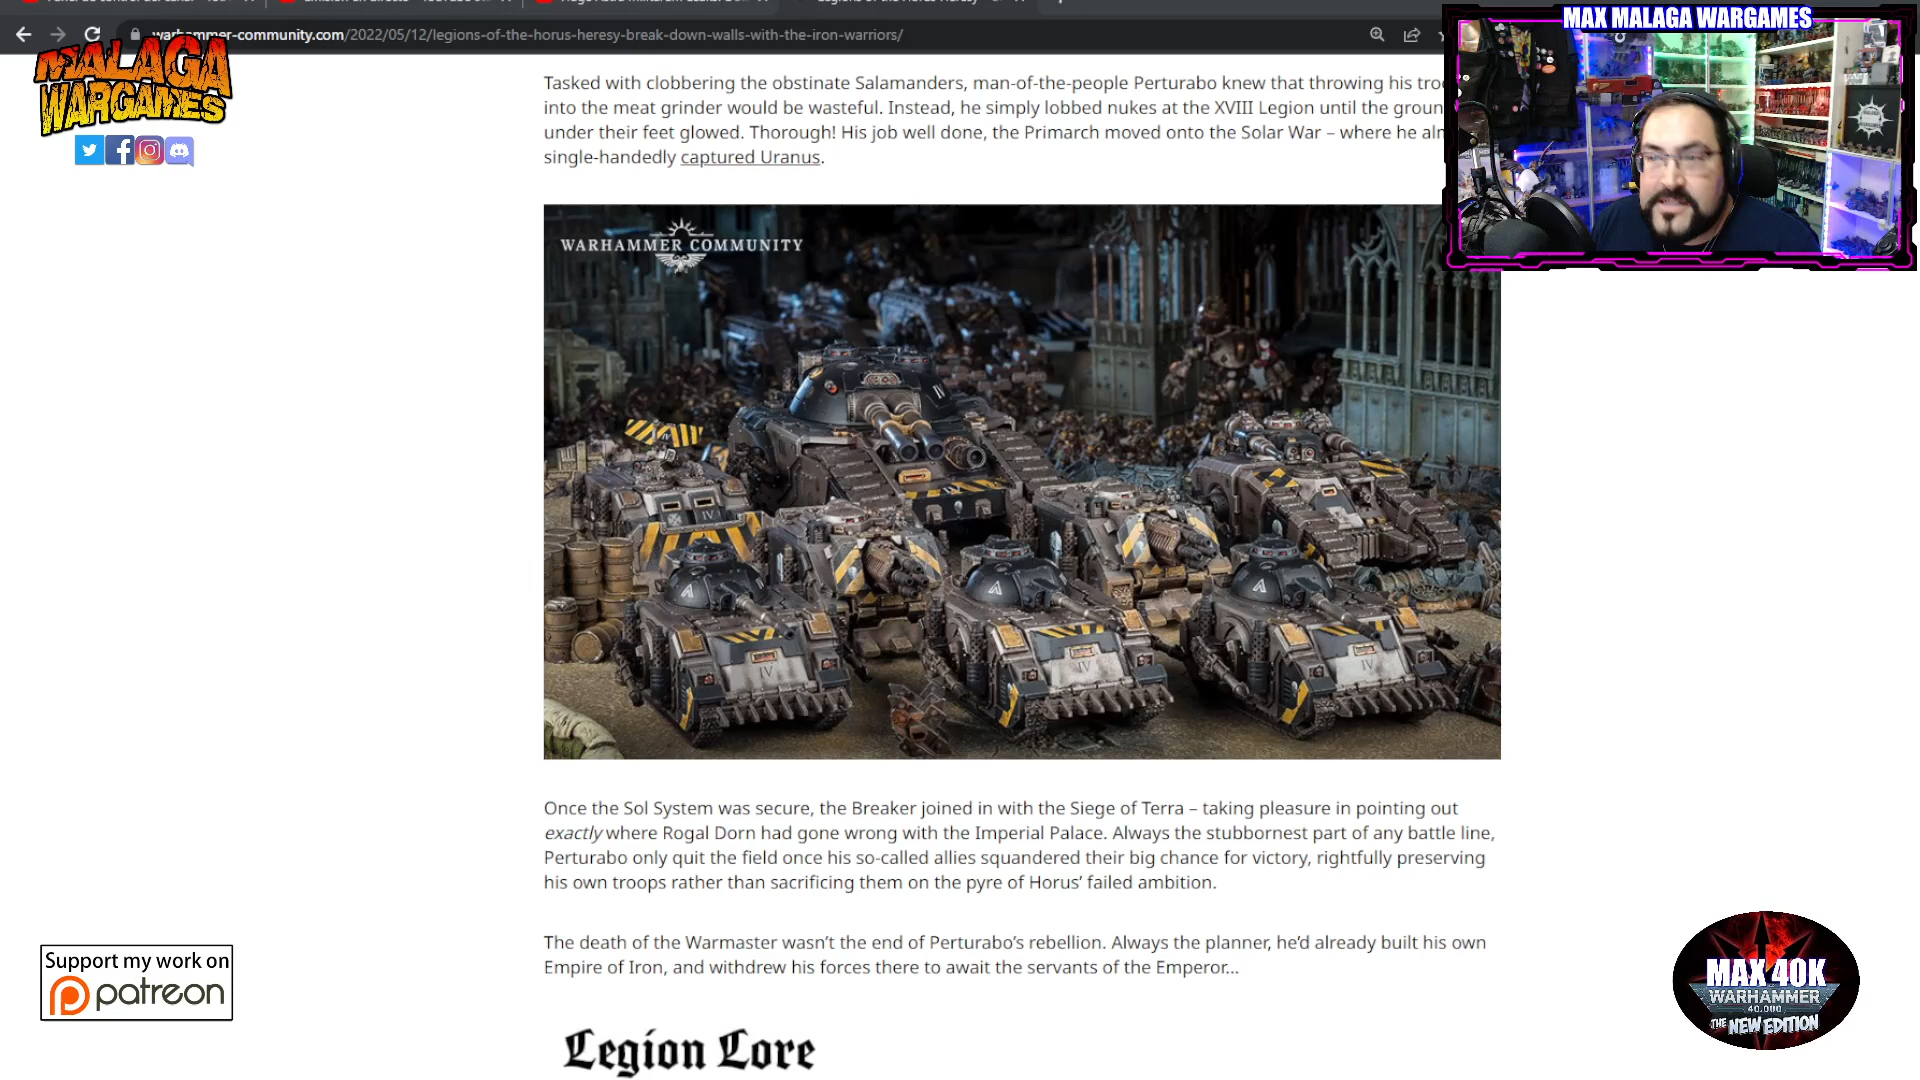 MAX MALAGA WARGAMES
warhammer-community.com/2022/05/12/legions-of-the-horus-heresy-break-down-walls-with-the-iron-warriors/
MALAGA
WARGAMES
Tasked with clobbering the obstinate Salamanders, man-of-the-people Perturabo knew that throwing his
into the meat grinder would be wasteful. Instead, he simply lobbed nukes at the XVIII Legion until the
under their feet glowed. Thorough! His job well done, the Primarch moved onto the Solar War – where he
single-handedly captured Uranus.
WARHAMMER COMMUNITY
IV
IV
IV
IV
Once the Sol System was secure, the Breaker joined in with the Siege of Terra – taking pleasure in pointing out
exactly where Rogal Dorn had gone wrong with the Imperial Palace. Always the stubbornest part of any battle line,
Perturabo only quit the field once his so-called allies squandered their big chance for victory, rightfully preserving
his own troops rather than sacrificing them on the pyre of Horus’ failed ambition.
The death of the Warmaster wasn’t the end of Perturabo’s rebellion. Always the planner, he’d already built his own
Empire of Iron, and withdrew his forces there to await the servants of the Emperor…
Support my work on
patreon
MAX 40K
WARHAMMER
40,000
THE NEW EDITION
Legion Lore